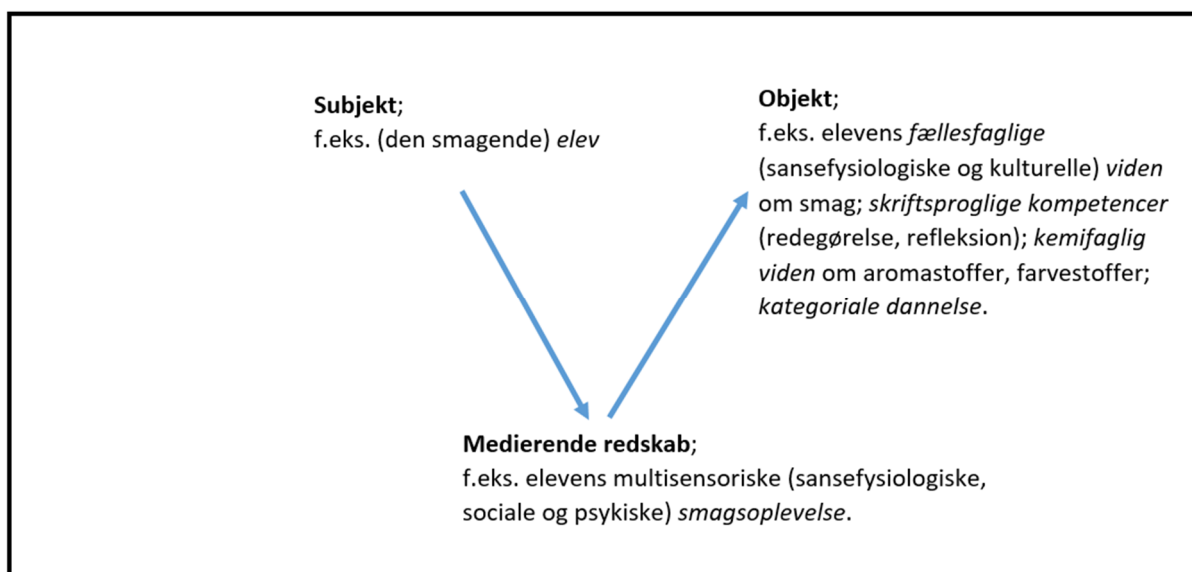 Subjekt;
f.eks. (den smagende) elev
Objekt;
f.eks. elevens fællesfaglige
(sansefysiologiske og kulturelle) viden
om smag; skriftsproglige kompetencer
(redegørelse, refleksion); kemifaglig
viden om aromastoffer, farvestoffer;
kategoriale dannelse.
Medierende redskab;
f.eks. elevens multisensoriske (sansefysiologiske,
sociale og psykiske) smagsoplevelse.